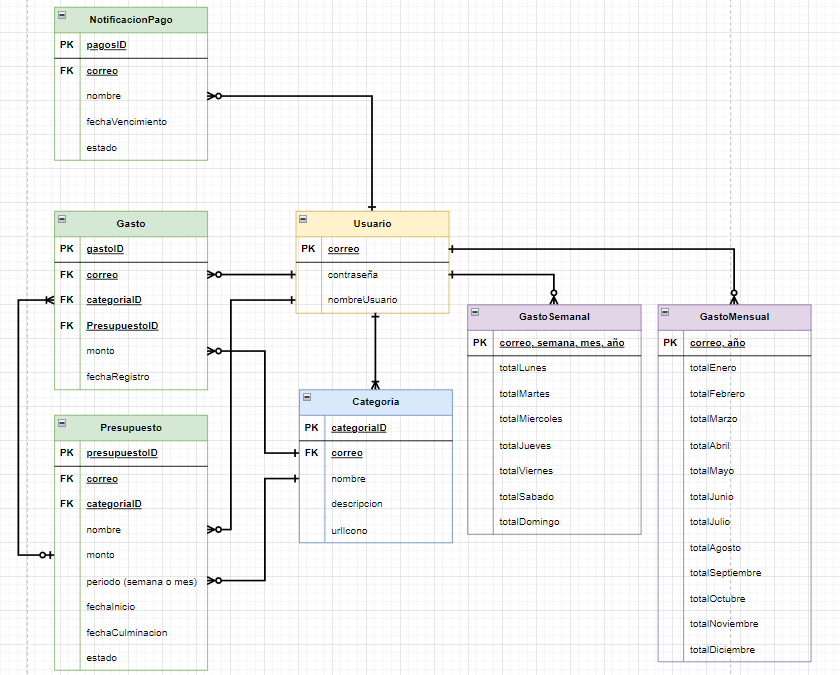 NotificacionPago
PK pagosID
FK correo
nombre
fechaVencimiento
estado
Gasto
PK gastoID
FK correo
FK categoriaID
FK PresupuestoID
monto
fechaRegistro
Presupuesto
PK presupuestoID
FK correo
FK categoriaID
nombre
monto
periodo (semana o mes)
fechaInicio
fechaCulminacion
estado
Usuario
PK correo
contraseña
nombreUsuario
Categoria
PK categoriaID
FK correo
nombre
descripcion
urlIcono
GastoSemanal
PK correo, semana, mes, año
totalLunes
totalMartes
totalMiercoles
totalJueves
totalViernes
totalSabado
totalDomingo
GastoMensual
PK correo, año
totalEnero
totalFebrero
totalMarzo
totalAbril
totalMayo
totalJunio
totalJulio
totalAgosto
totalSeptiembre
totalOctubre
totalNoviembre
totalDiciembre